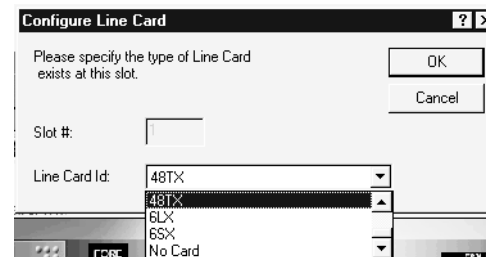 Configure Line Card
Please specify the type of Line Card
exists at this slot.
OK
Cancel
Slot #:
1
Line Card Id:
48TX
48TX
6LX
6SX
No Card